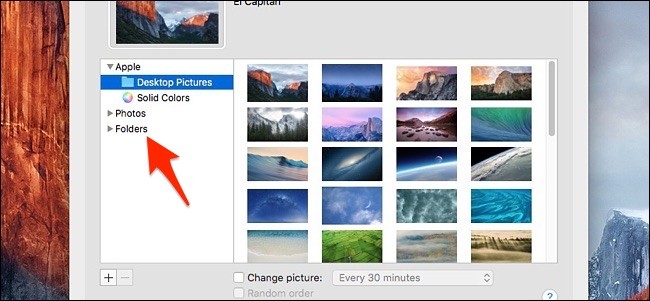 El Capitan
Apple
Desktop Pictures
Solid Colors
Photos
Folders
+ −
Change picture: Every 30 minutes
Random order
?